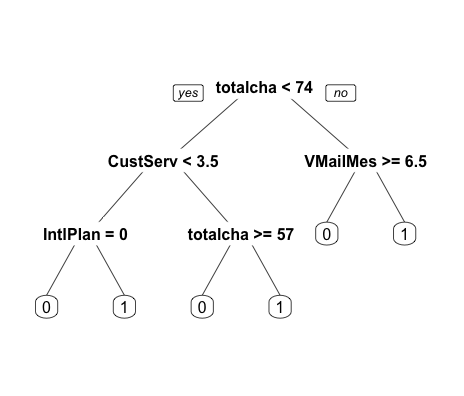 yes totalcha < 74 no
CustServ < 3.5 VMailMes >= 6.5
IntlPlan = 0 totalcha >= 57 0 1
0 1 0 1